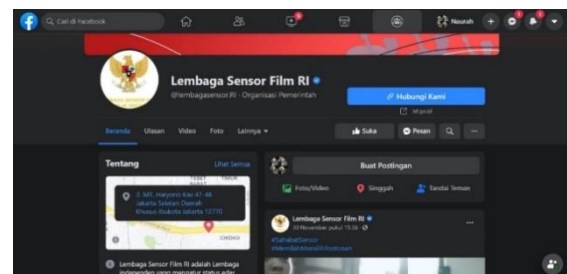 Cari di Facebook
Naurah
Lembaga Sensor Film RI
@lembagasensor.RI · Organisasi Pemerintah
Hubungi Kami
Beranda Ulasan Video Foto Lainnya
Suka
Pesan
Tentang
Lihat Semua
Jl. MT. Haryono Kav 47-48
Jakarta Selatan Daerah
Khusus Ibukota Jakarta 12770
CIKOKO
Lembaga Sensor Film RI adalah Lembaga
independen yang mengatur status
Buat Postingan
Foto/Video
Singgah
Tandai Teman
Lembaga Sensor Film RI
#SahabatSensor